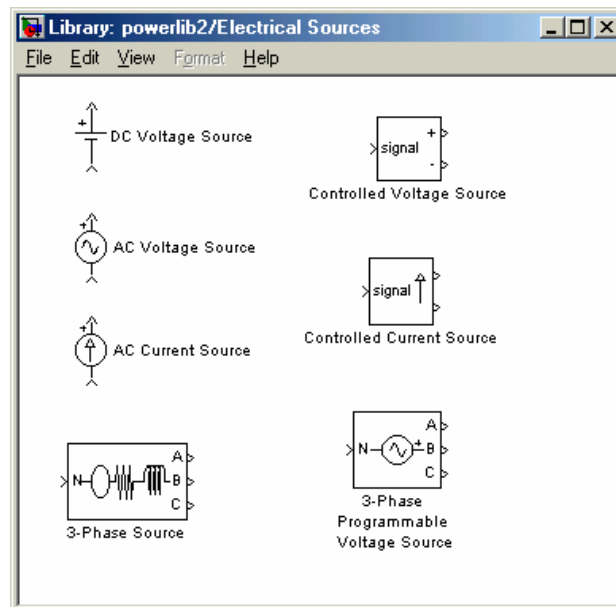 Library: powerlib2/Electrical Sources
File Edit View Format Help
+
DC Voltage Source
signal
+
-
Controlled Voltage Source
+
AC Voltage Source
signal
Controlled Current Source
+
AC Current Source
N
A
B
C
3-Phase Source
N
+
A
B
C
3-Phase
Programmable
Voltage Source